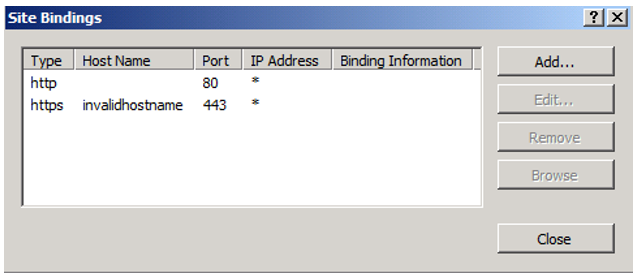 Site Bindings
Type Host Name Port IP Address Binding Information
http 80 *
https invalidhostname 443 *
Add...
Edit...
Remove
Browse
Close